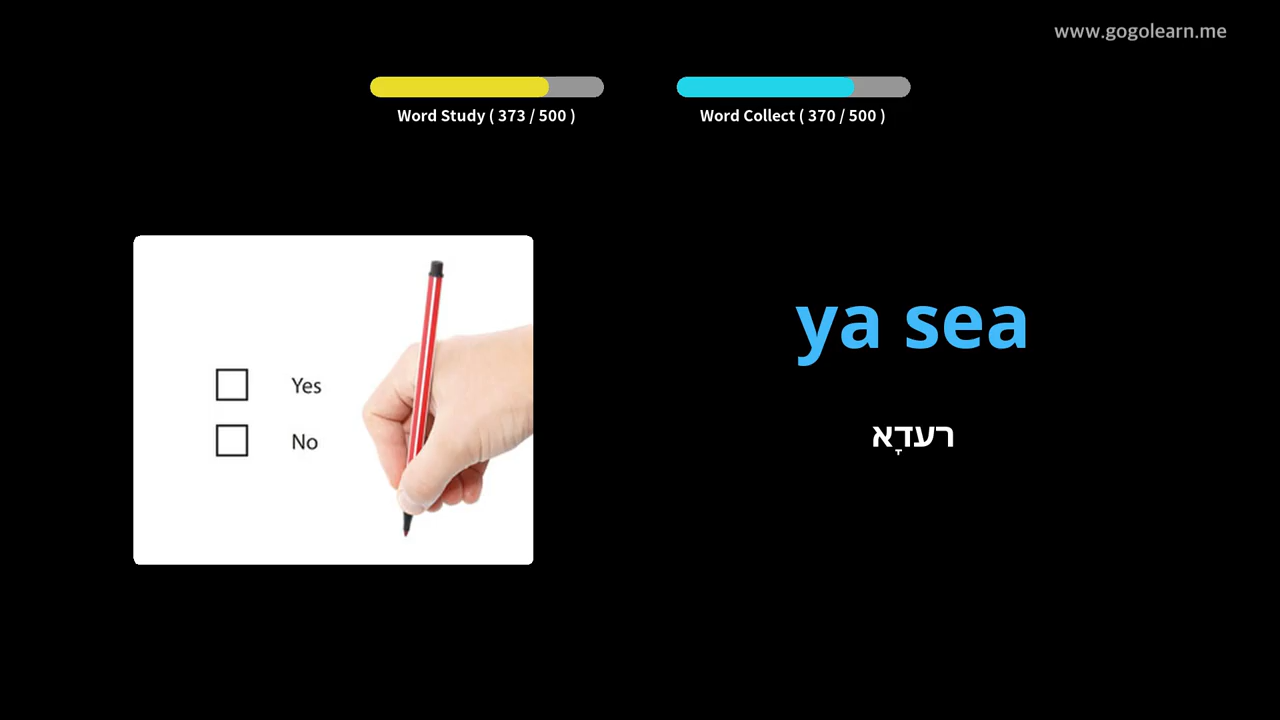 www.gogolearn.me
Word Study ( 373 / 500 )
Word Collect ( 370 / 500 )
Yes
No
ya sea
רעדָא